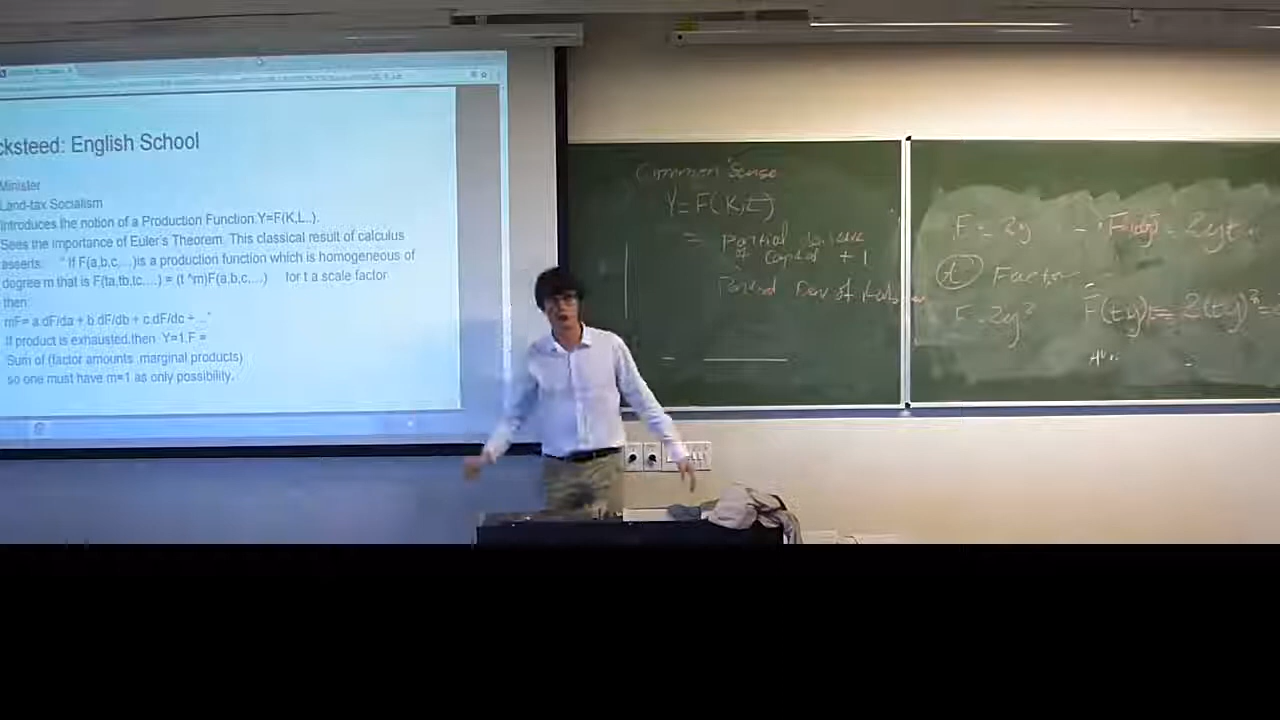 cksteed: English School
Minister
Land-tax Socialism
Introduces the notion of a Production Function Y=F(K,L..).
Sees the importance of Euler's Theorem. This classical result of calculus
asserts: " If F(a,b,c,...)is a production function which is homogeneous of
degree m that is F(ta,tb,tc,....) = (t ^m)F(a,b,c,....) for t a scale factor
then:
mF= a.dF/da + b.dF/db + c.dF/dc + ..."
If product is exhausted,then Y=1.F =
Sum of (factor amounts .marginal products)
so one must have m=1 as only possibility.
Common Sense
Y = F(K,L)
= Partial
of Capital + 1
Dev of
F = 2y
t Factor
F = 2y²
F(ty) = 2(ty)²